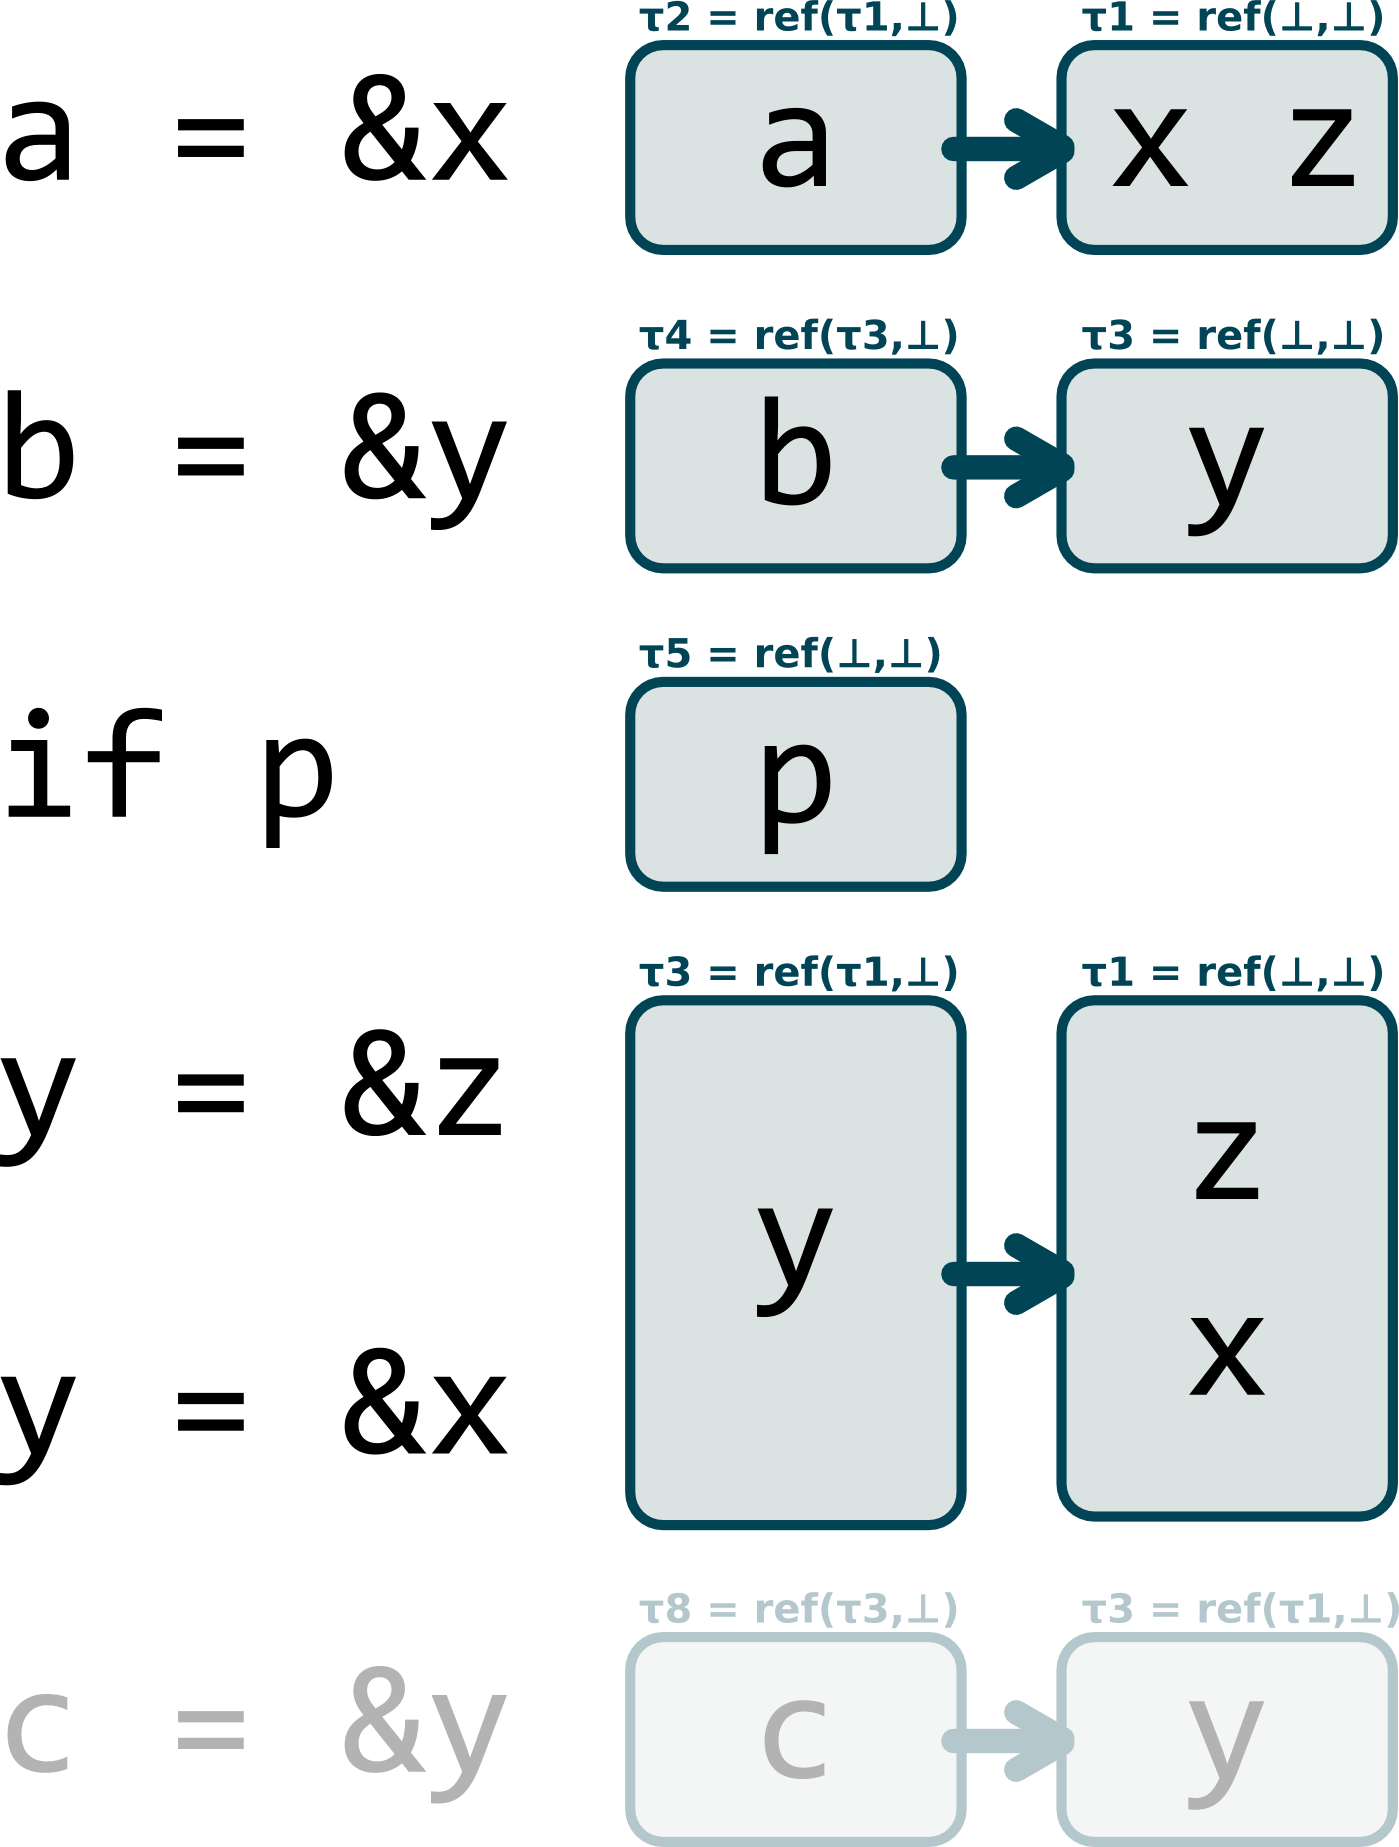 τ2 = ref(τ1,⊥) τ1 = ref(⊥,⊥)
a = &x a x z
τ4 = ref(τ3,⊥) τ3 = ref(⊥,⊥)
b = &y b y
τ5 = ref(⊥,⊥)
if p p
τ3 = ref(τ1,⊥) τ1 = ref(⊥,⊥)
y = &z z
y
y = &x x
τ8 = ref(τ3,⊥) τ3 = ref(τ1,⊥)
c = &y c y